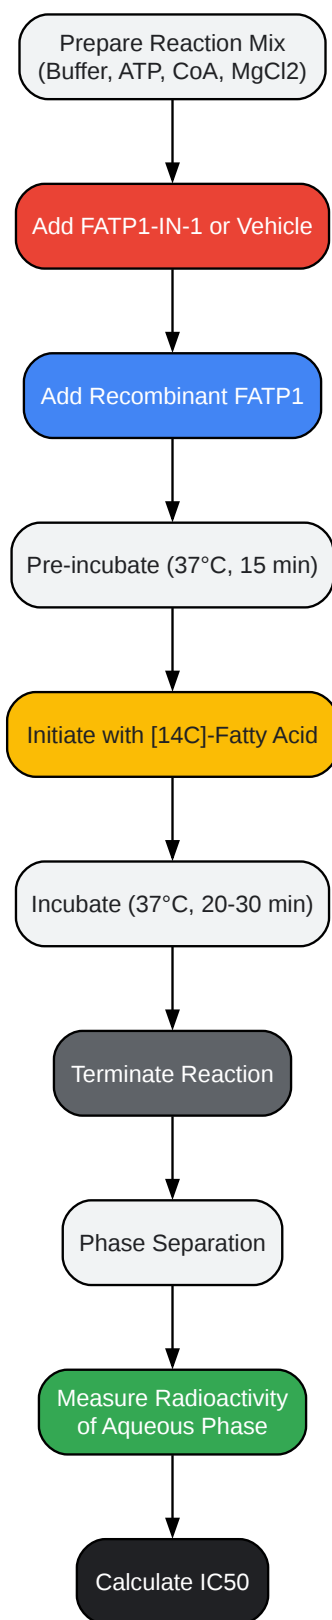 Prepare Reaction Mix
(Buffer, ATP, CoA, MgCl2)
Add FATP1-IN-1 or Vehicle
Add Recombinant FATP1
Pre-incubate (37°C, 15 min)
Initiate with [14C]-Fatty Acid
Incubate (37°C, 20-30 min)
Terminate Reaction
Phase Separation
Measure Radioactivity
of Aqueous Phase
Calculate IC50